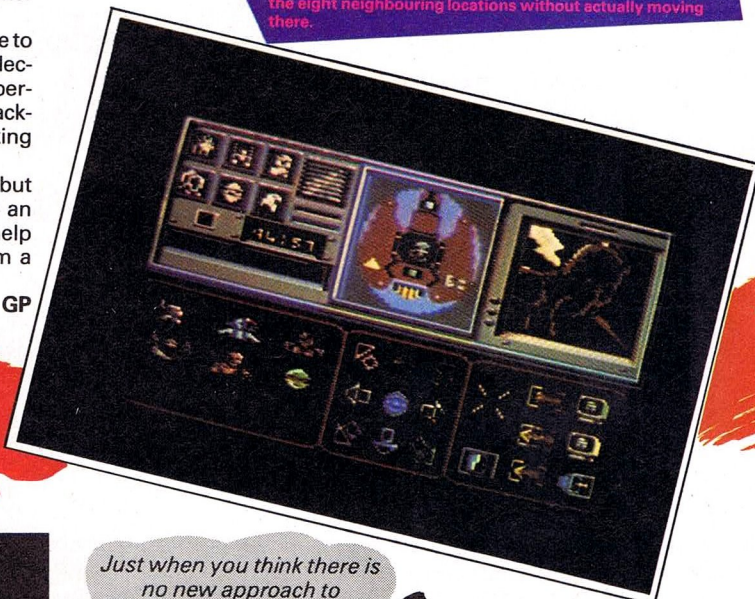 the eight neighbouring locations without actually moving
there.
e to
lec-
per-
ack-
ing
but
an
elp
m a
GP
Just when you think there is
no new approach to